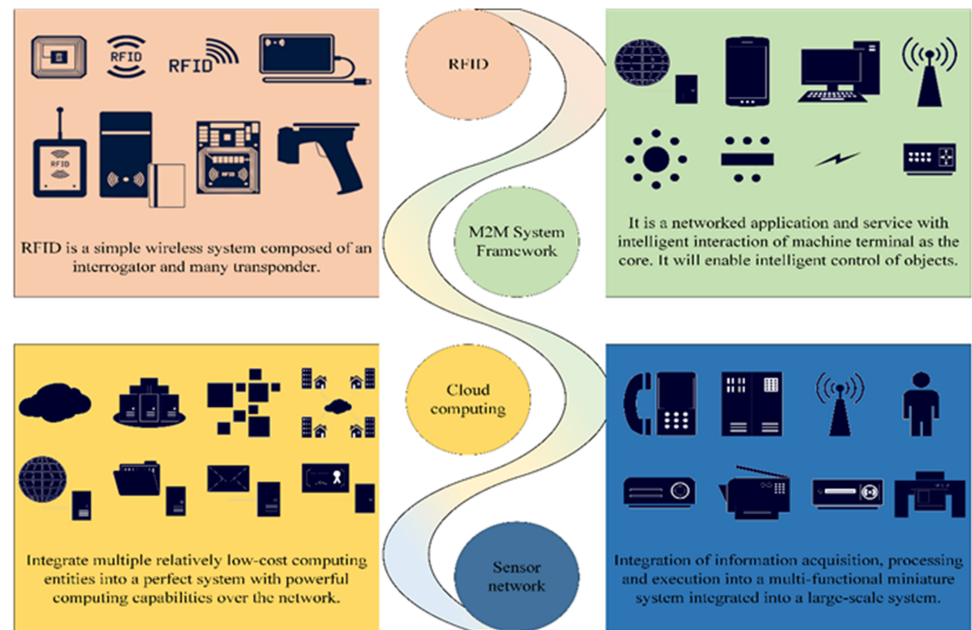 RFID
RFID
RFID
RFID
RFID is a simple wireless system composed of an
interrogator and many transponder.
RFID
M2M System
Framework
Cloud
computing
Sensor
network
It is a networked application and service with
intelligent interaction of machine terminal as the
core. It will enable intelligent control of objects.
Integrate multiple relatively low-cost computing
entities into a perfect system with powerful
computing capabilities over the network.
Integration of information acquisition, processing
and execution into a multi-functional miniature
system integrated into a large-scale system.